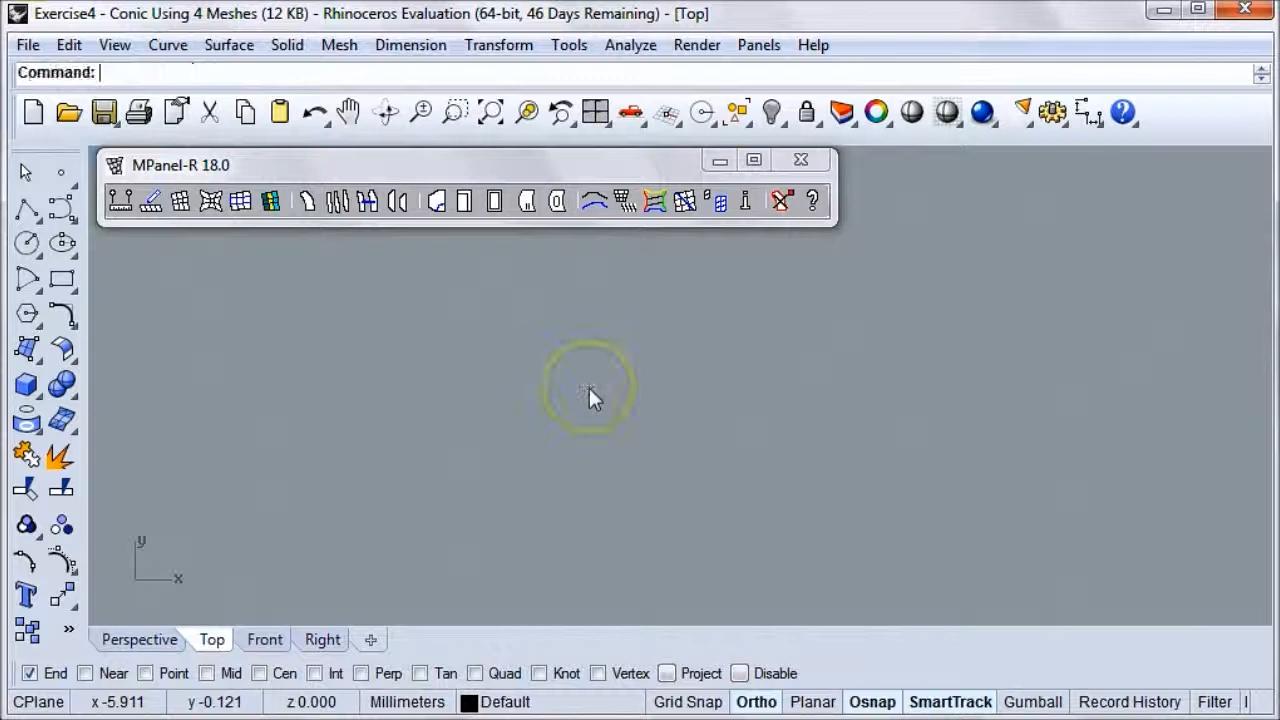 Exercise4 - Conic Using 4 Meshes (12 KB) - Rhinoceros Evaluation (64-bit, 46 Days Remaining) - [Top]
File Edit View Curve Surface Solid Mesh Dimension Transform Tools Analyze Render Panels Help
Command:
MPanel-R 18.0
y
x
Perspective Top Front Right
End Near Point Mid Cen Int Perp Tan Quad Knot Vertex Project Disable
CPlane x -5.911 y -0.121 z 0.000 Millimeters Default Grid Snap Ortho Planar Osnap SmartTrack Gumball Record History Filter